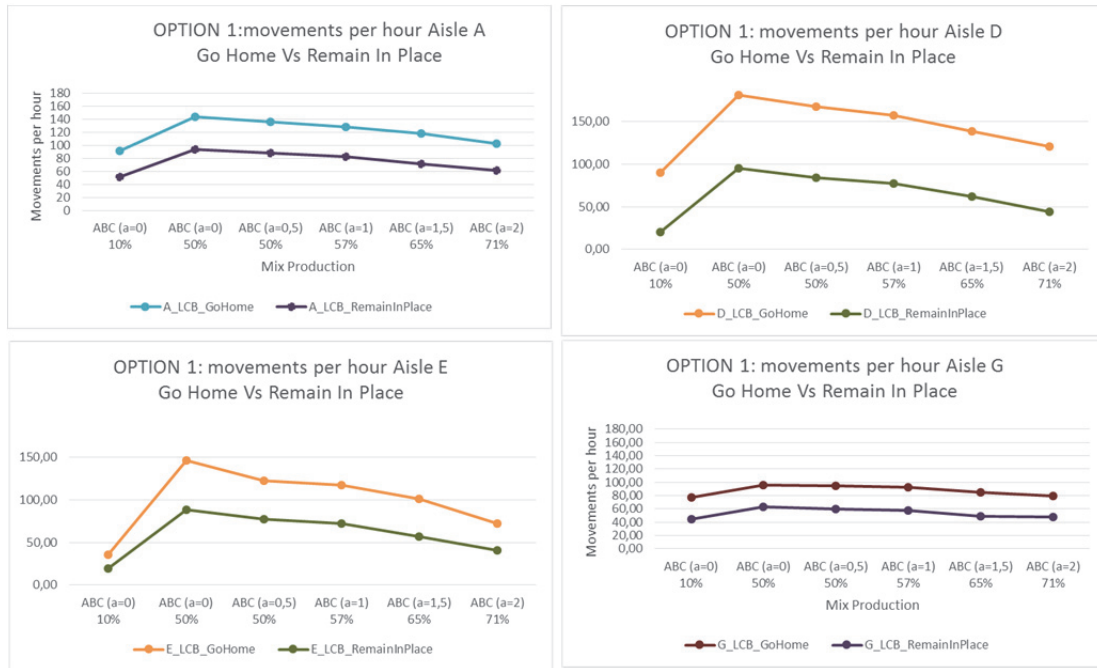 OPTION 1:movements per hour Aisle A
Go Home Vs Remain In Place
Movements per hour
180
160
140
120
100
80
60
40
20
0
ABC (a=0) ABC (a=0) ABC (a=0,5) ABC (a=1) ABC (a=1,5) ABC (a=2)
10% 50% 50% 57% 65% 71%
Mix Production
A_LCB_GoHome A_LCB_RemainInPlace
OPTION 1: movements per hour Aisle D
Go Home Vs Remain In Place
150,00
100,00
50,00
0,00
ABC (a=0) ABC (a=0) ABC (a=0,5) ABC (a=1) ABC (a=1,5) ABC (a=2)
10% 50% 50% 57% 65% 71%
D_LCB_GoHome D_LCB_RemainInPlace
OPTION 1: movements per hour Aisle E
Go Home Vs Remain In Place
150,00
100,00
50,00
0,00
ABC (a=0) ABC (a=0) ABC (a=0,5) ABC (a=1) ABC (a=1,5) ABC (a=2)
10% 50% 50% 57% 65% 71%
E_LCB_GoHome E_LCB_RemainInPlace
OPTION 1: movements per hour Aisle G
Go Home Vs Remain In Place
Movements per hour
180,00
160,00
140,00
120,00
100,00
80,00
60,00
40,00
20,00
0,00
ABC (a=0) ABC (a=0) ABC (a=0,5) ABC (a=1) ABC (a=1,5) ABC (a=2)
10% 50% 50% 57% 65% 71%
Mix Production
G_LCB_GoHome G_LCB_RemainInPlace